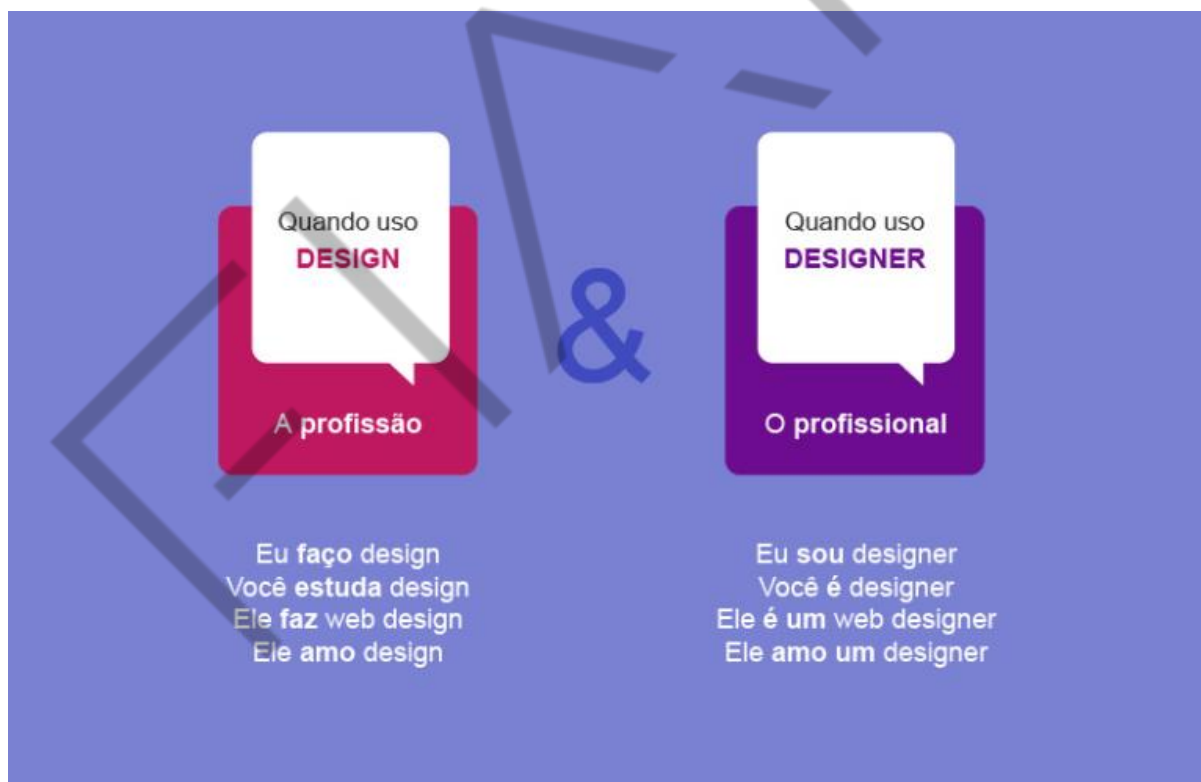 Quando uso
DESIGN
A profissão
Eu faço design
Você estuda design
Ele faz web design
Ele amo design
&
Quando uso
DESIGNER
O profissional
Eu sou designer
Você é designer
Ele é um web designer
Ele amo um designer